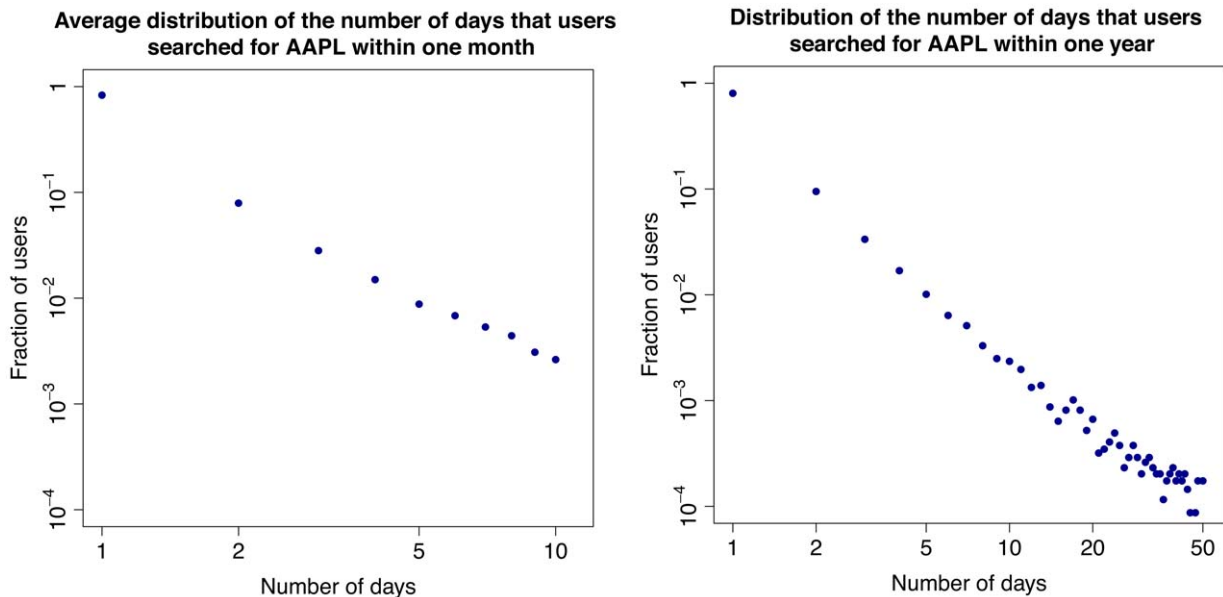 Average distribution of the number of days that users
searched for AAPL within one month
Fraction of users
1
10⁻¹
10⁻²
10⁻³
10⁻⁴
1 2 5 10
Number of days
Distribution of the number of days that users
searched for AAPL within one year
Fraction of users
1
10⁻¹
10⁻²
10⁻³
10⁻⁴
1 2 5 10 20 50
Number of days